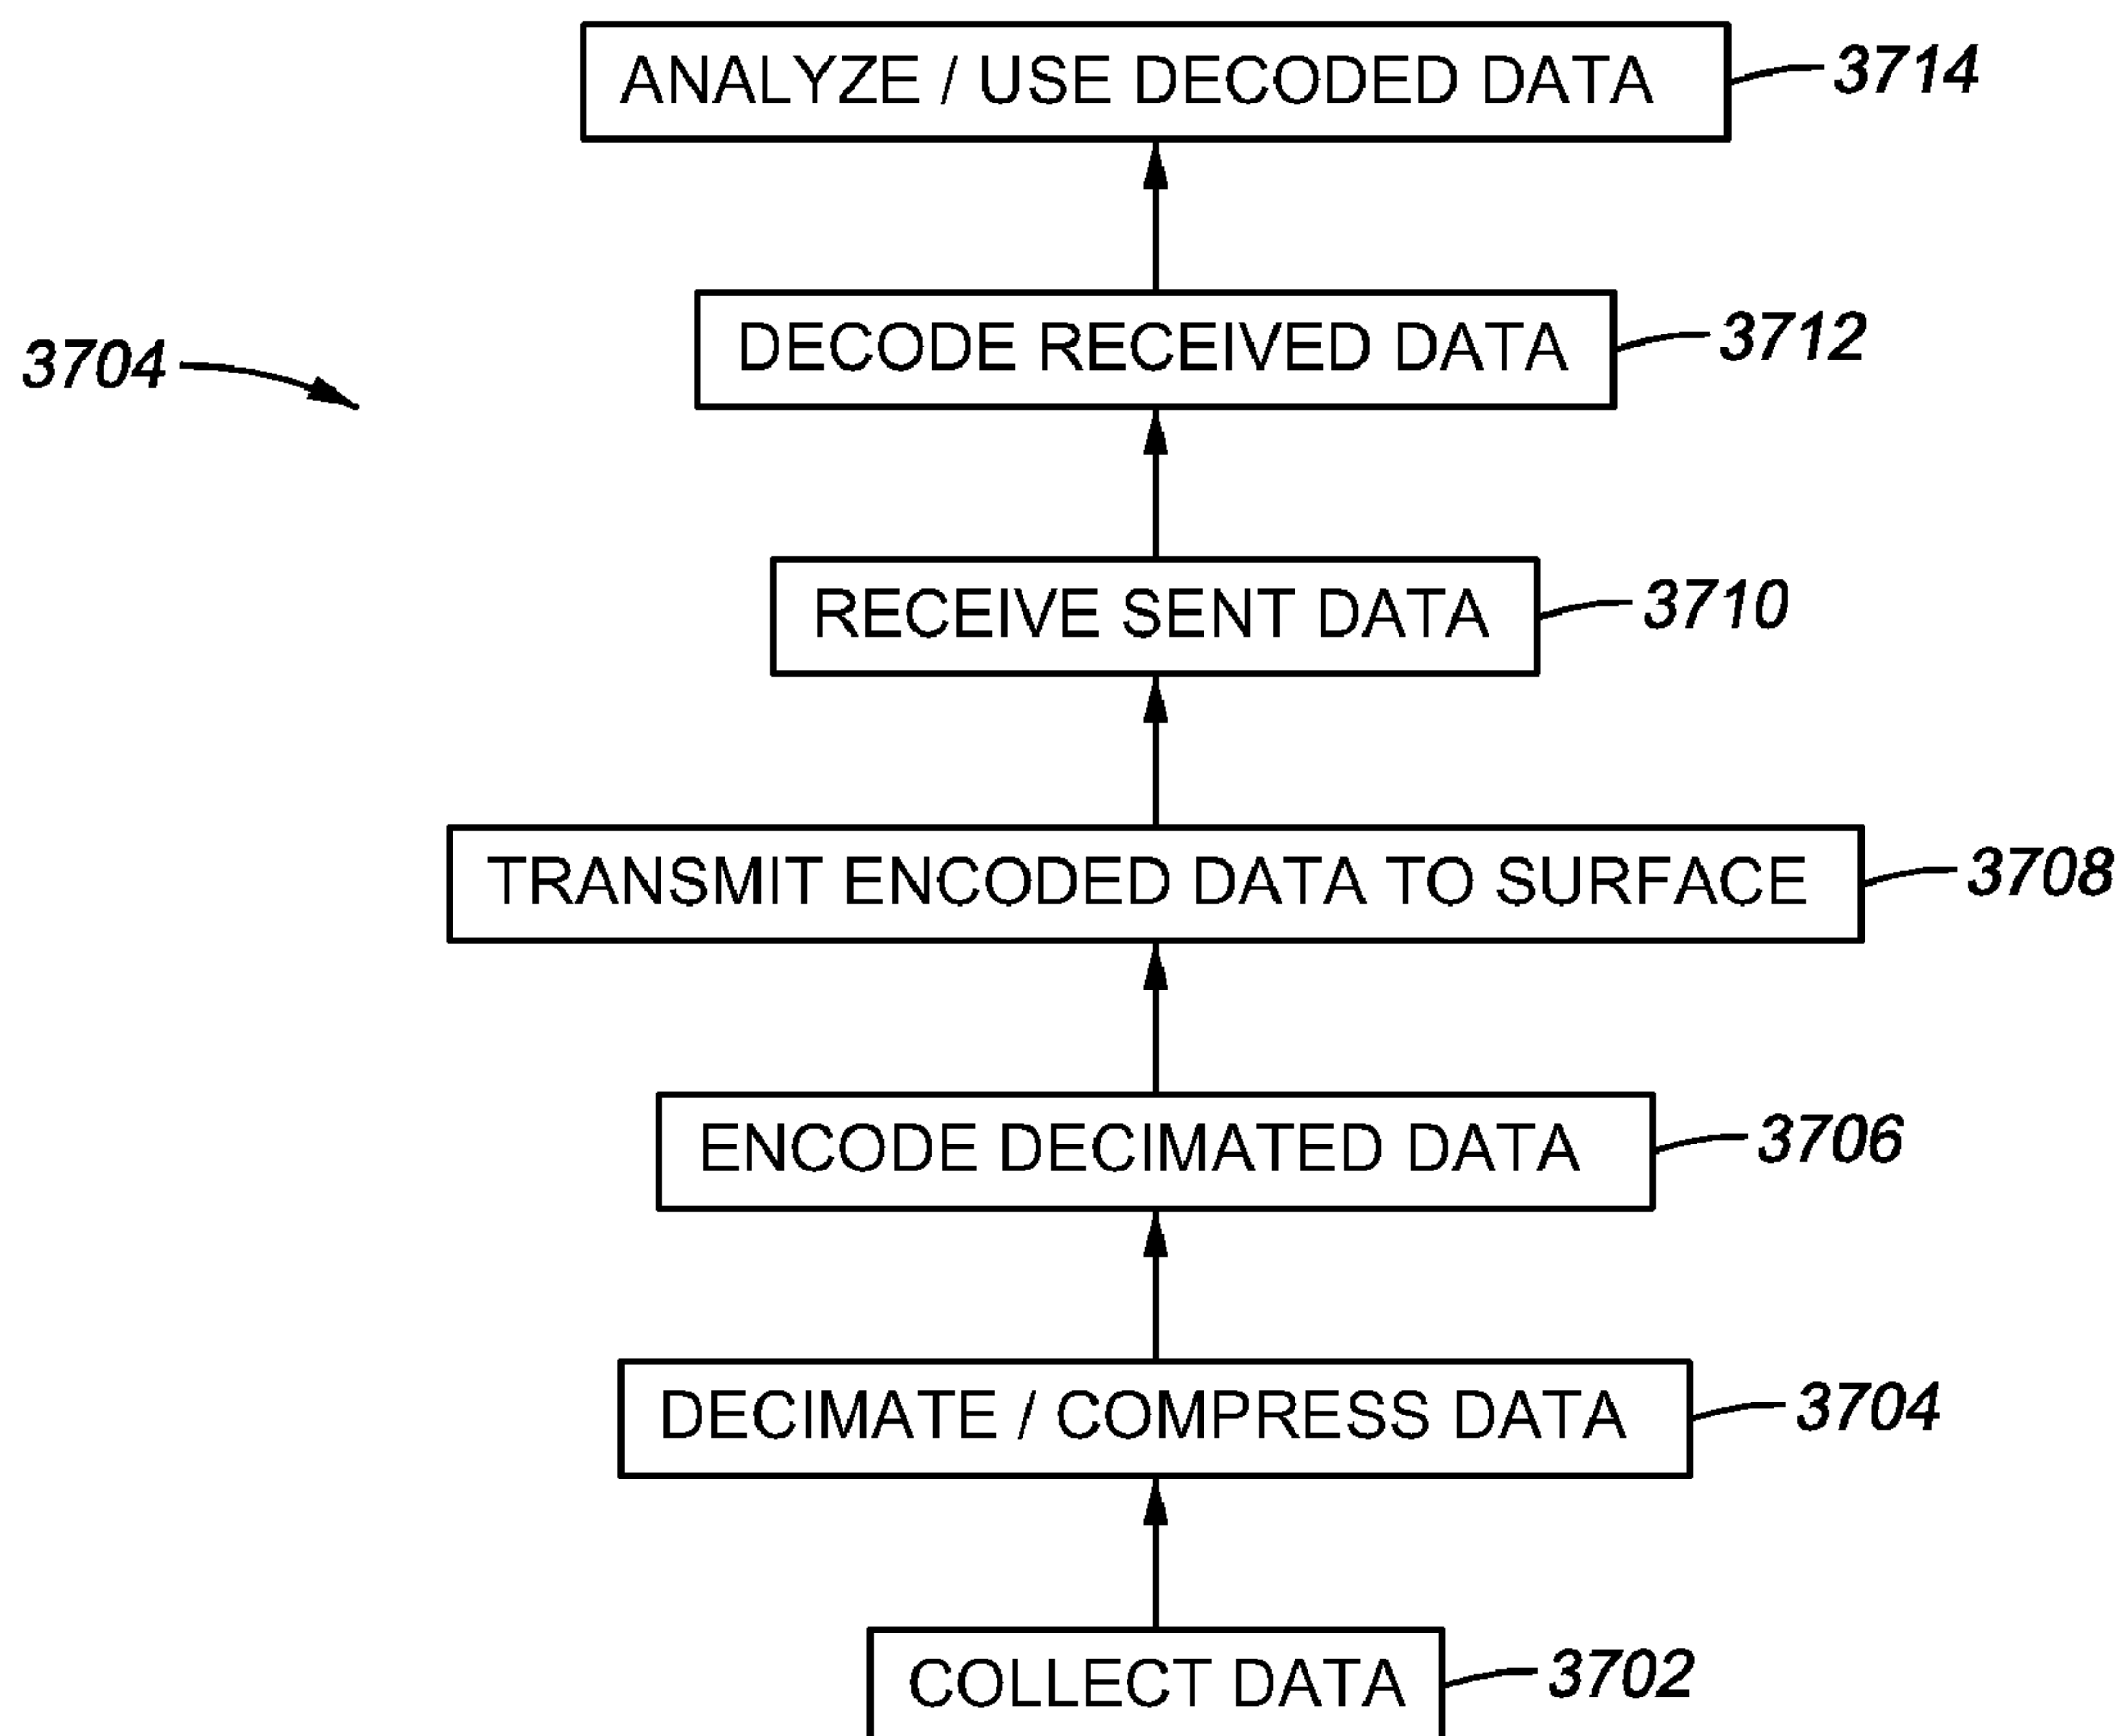 ANALYZE / USE DECODED DATA
3714
DECODE RECEIVED DATA
3712
3704
RECEIVE SENT DATA
3710
TRANSMIT ENCODED DATA TO SURFACE
3708
ENCODE DECIMATED DATA
3706
DECIMATE / COMPRESS DATA
3704
COLLECT DATA
3702